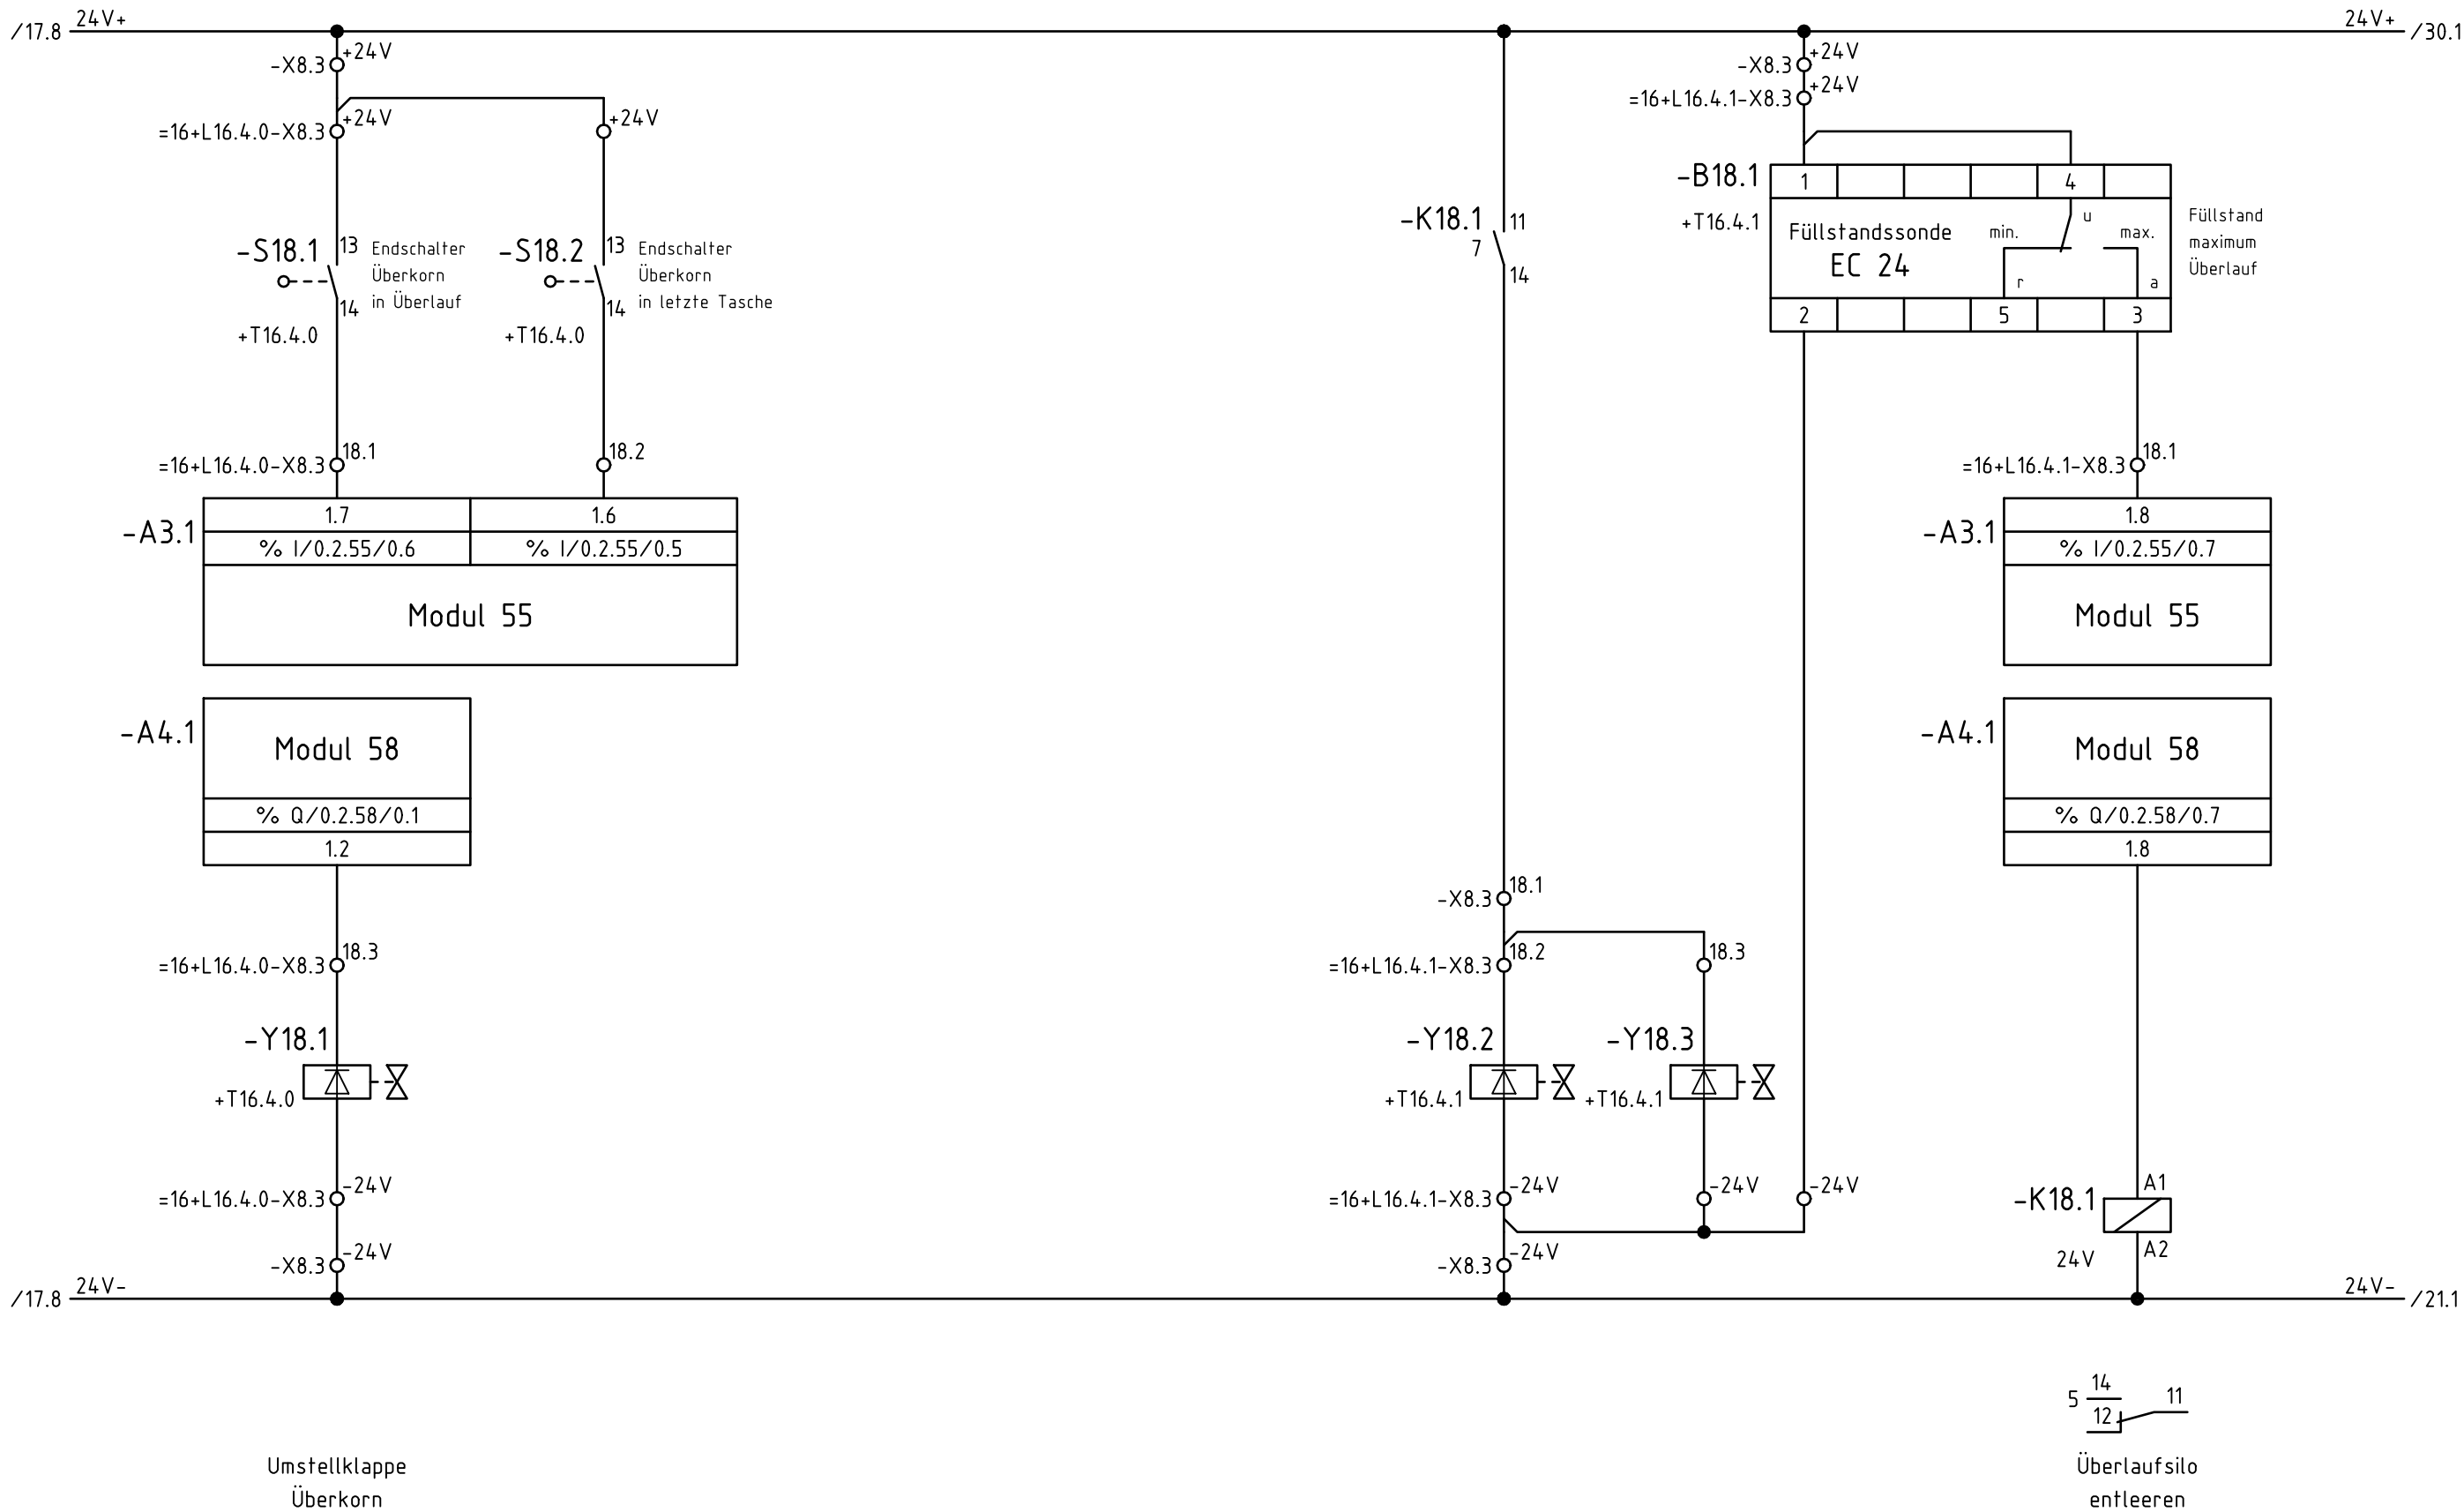 24V+
24V+
/17.8
/30.1
+24V
-X8.3
+24V
=16+L16.4.0-X8.3
+24V
+24V
-X8.3
+24V
=16+L16.4.1-X8.3
-S18.1
13
14
Endschalter
Überkorn
in Überlauf
+T16.4.0
-S18.2
13
14
Endschalter
Überkorn
in letzte Tasche
+T16.4.0
-K18.1
7
11
14
-B18.1
+T16.4.1
1
4
Füllstandssonde
EC 24
min.
u
max.
r
a
2
5
3
Füllstand
maximum
Überlauf
=16+L16.4.0-X8.3
18.1
18.2
=16+L16.4.1-X8.3
18.1
-A3.1
1.7
1.6
% I/0.2.55/0.6
% I/0.2.55/0.5
Modul 55
-A3.1
1.8
% I/0.2.55/0.7
Modul 55
-A4.1
Modul 58
% Q/0.2.58/0.1
1.2
-A4.1
Modul 58
% Q/0.2.58/0.7
1.8
-X8.3
18.1
=16+L16.4.0-X8.3
18.3
=16+L16.4.1-X8.3
18.2
18.3
-Y18.1
+T16.4.0
-Y18.2
+T16.4.1
-Y18.3
+T16.4.1
=16+L16.4.0-X8.3
-24V
=16+L16.4.1-X8.3
-24V
-24V
-24V
-K18.1
A1
A2
24V
-X8.3
-24V
-X8.3
-24V
24V-
24V-
/17.8
/21.1
5
14
11
12
Umstellklappe
Überkorn
Überlaufsilo
entleeren